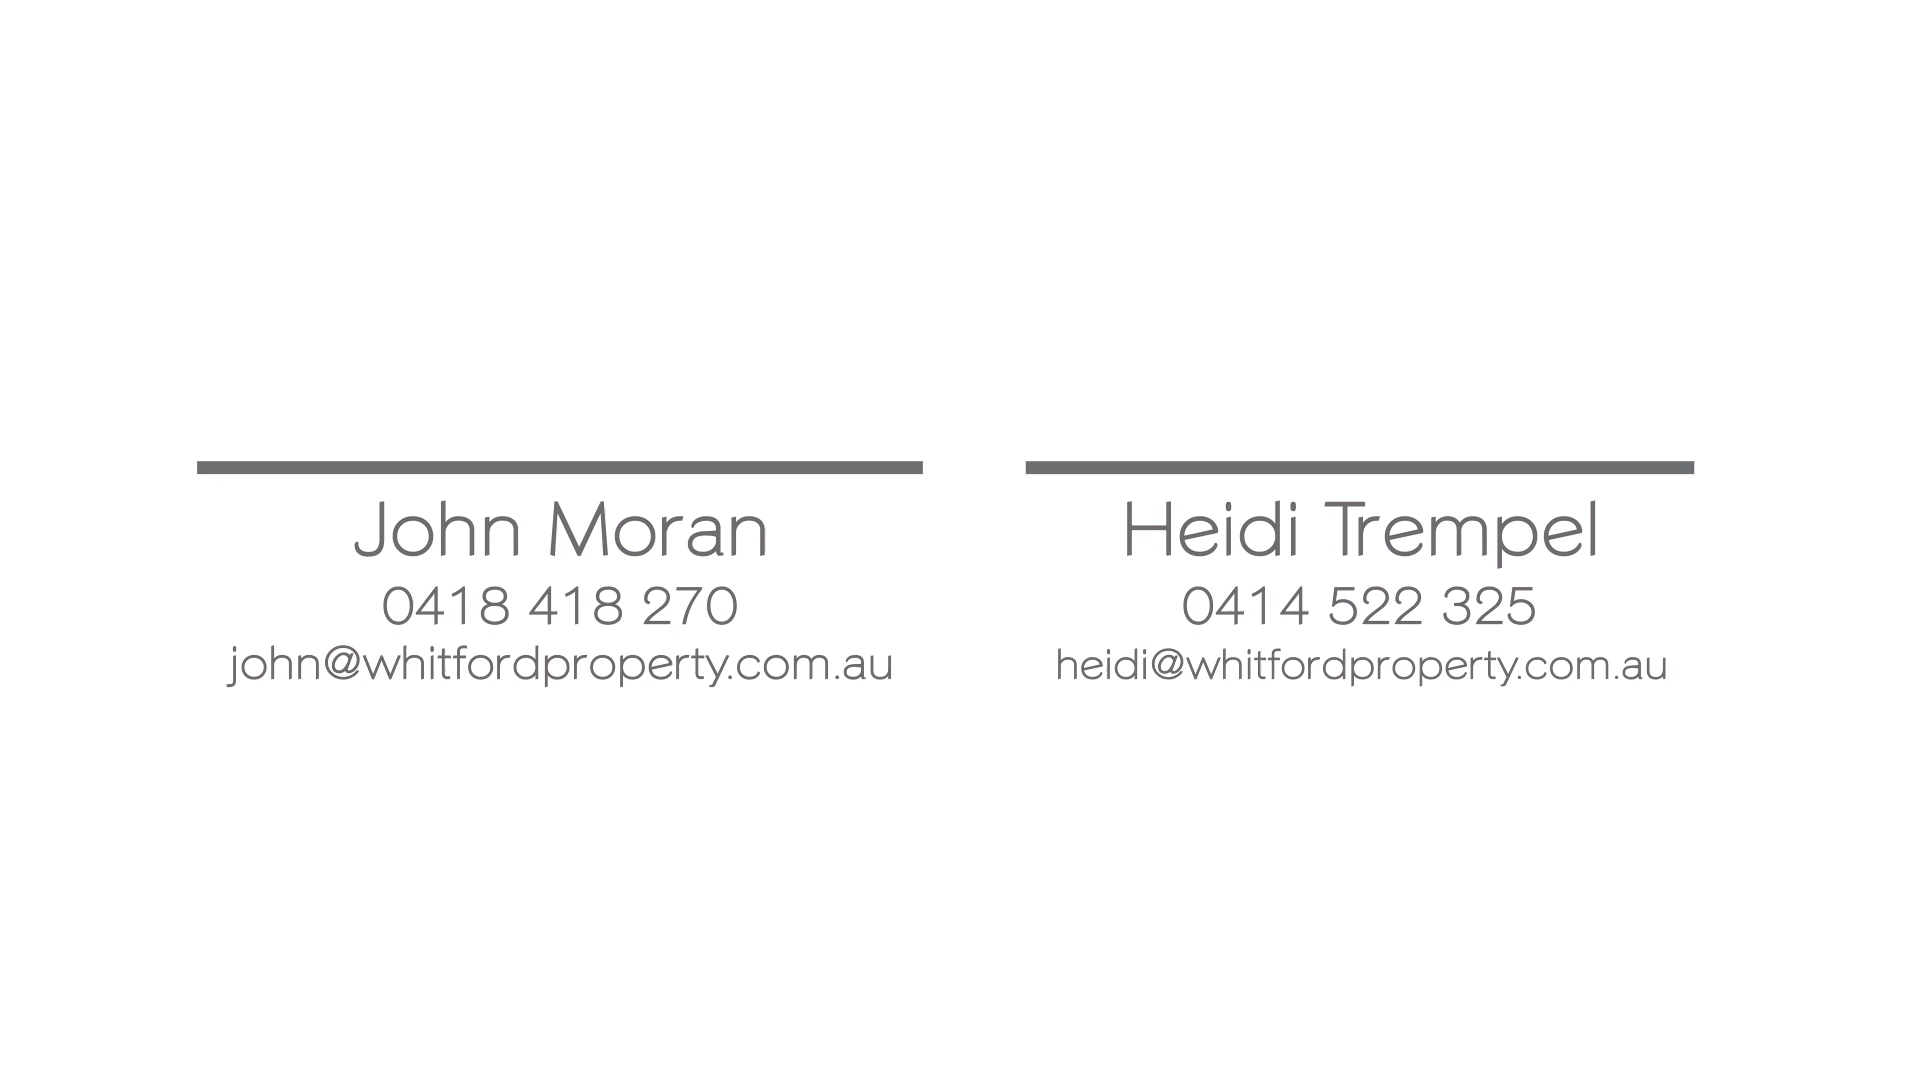 John Moran
0418 418 270
john@whitfordproperty.com.au
Heidi Trempel
0414 522 325
heidi@whitfordproperty.com.au